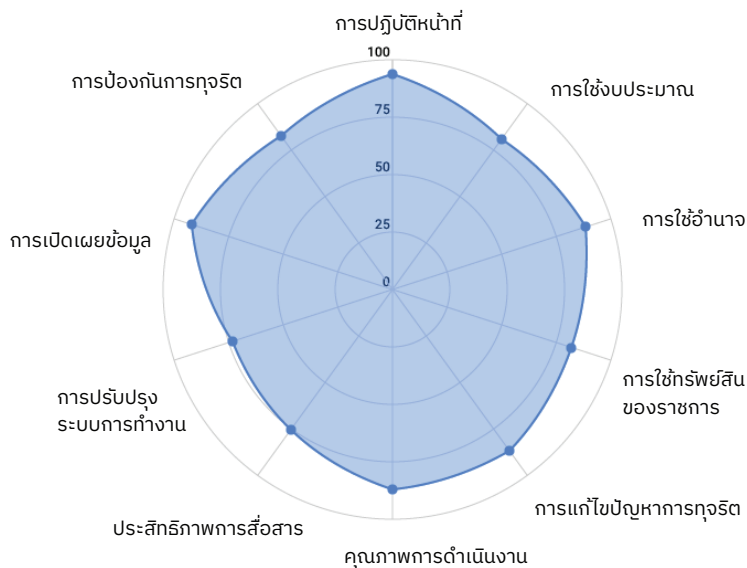 การปฏิบัติหน้าที่
100
การป้องกันการทุจริต
การใช้งบประมาณ
75
50
การใช้อำนาจ
การเปิดเผยข้อมูล
25
0
การใช้ทรัพย์สิน
ของราชการ
การปรับปรุง
ระบบการทำงาน
การแก้ไขปัญหาการทุจริต
ประสิทธิภาพการสื่อสาร
คุณภาพการดำเนินงาน